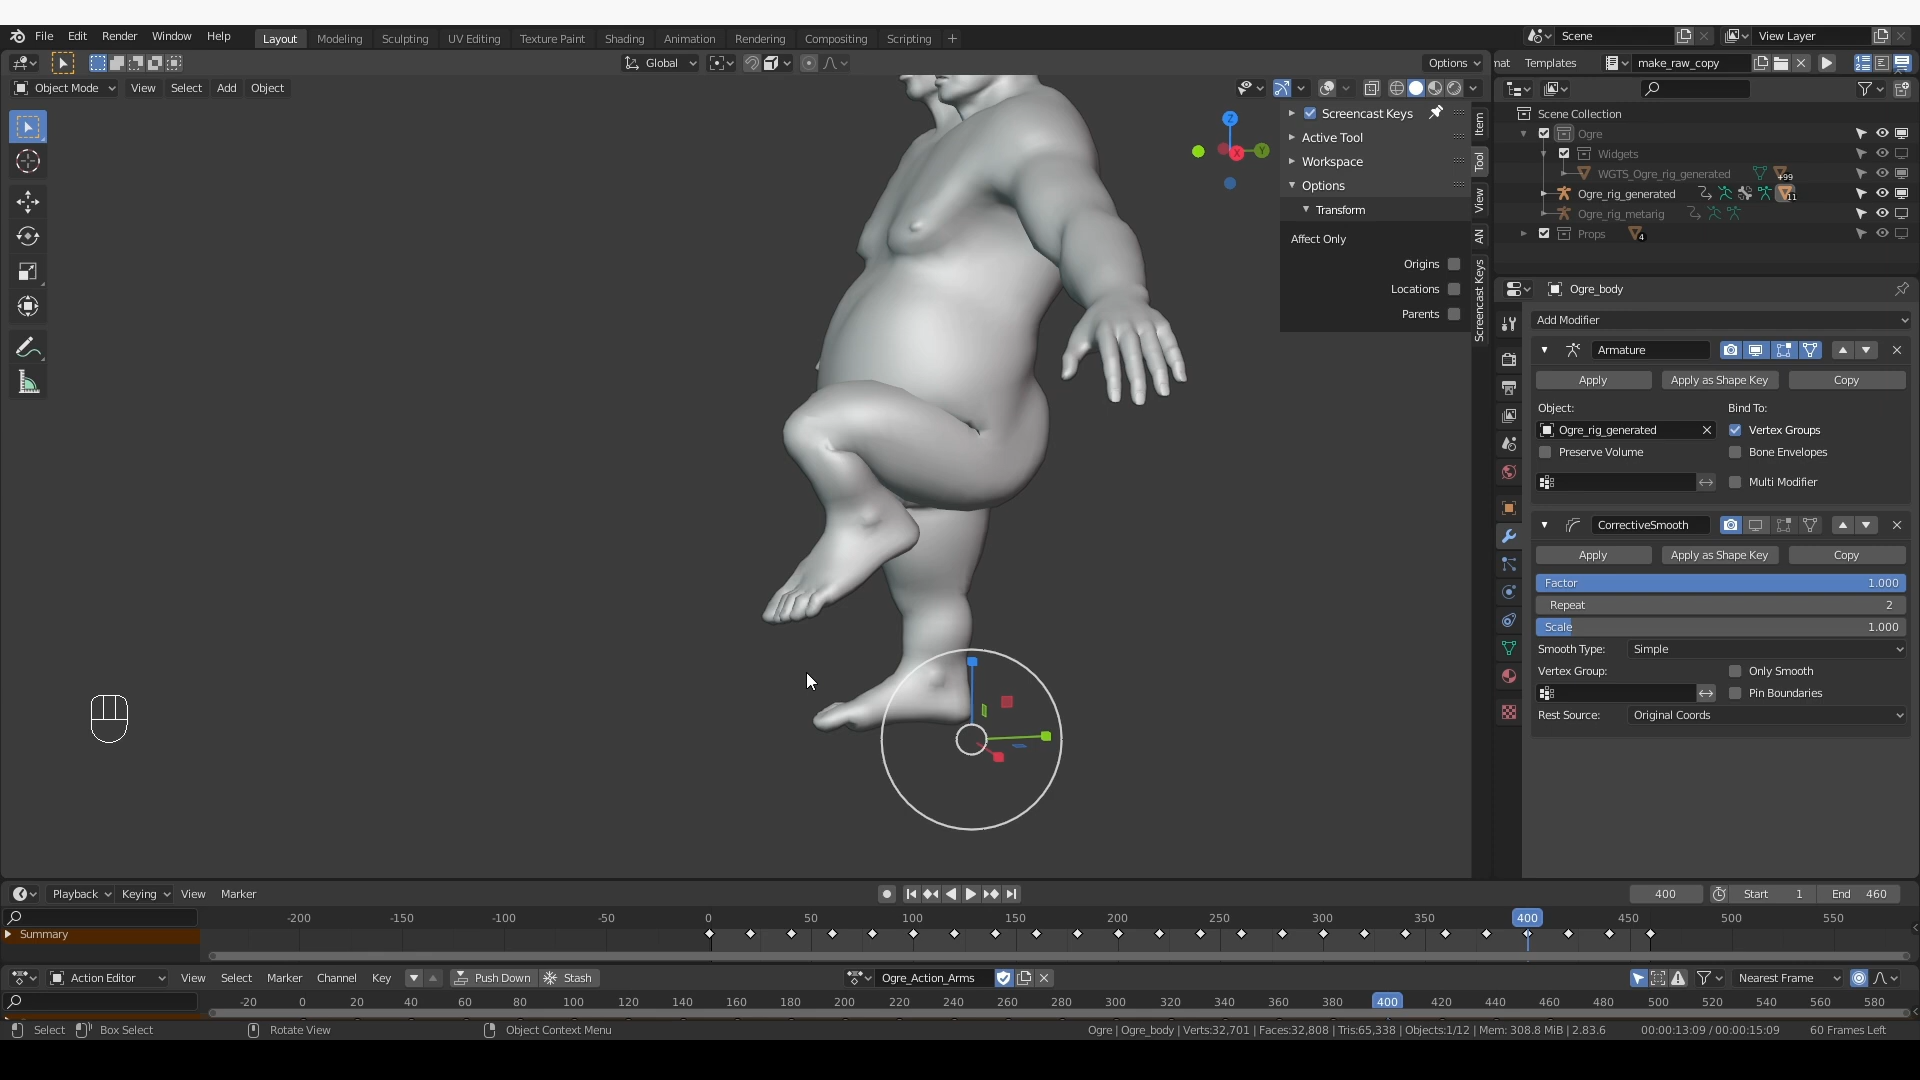 File Edit Render Window Help Layout Modeling Sculpting UV Editing Texture Paint Shading Animation Rendering Compositing Scripting + Scene View Layer
Global Options mat Templates make_raw_copy
Object Mode View Select Add Object
Screencast Keys
Active Tool
Workspace
Options
Transform
Affect Only
Origins
Locations
Parents
Item
Tool
View
AN
Screencast Keys
Z
X
Y
Scene Collection
Ogre
Widgets
WGTS_Ogre_rig_generated +99
Ogre_rig_generated 11
Ogre_rig_metarig
Props 4
Ogre_body
Add Modifier
Armature
Apply Apply as Shape Key Copy
Object: Bind To:
Ogre_rig_generated Vertex Groups
Preserve Volume Bone Envelopes
Multi Modifier
CorrectiveSmooth
Apply Apply as Shape Key Copy
Factor 1.000
Repeat 2
Scale 1.000
Smooth Type: Simple
Vertex Group: Only Smooth
Pin Boundaries
Rest Source: Original Coords
Playback Keying View Marker 400 Start 1 End 460
-200 -150 -100 -50 0 50 100 150 200 250 300 350 400 450 500 550
Summary
Action Editor View Select Marker Channel Key Push Down Stash Ogre_Action_Arms Nearest Frame
-20 0 20 40 60 80 100 120 140 160 180 200 220 240 260 280 300 320 340 360 380 400 420 440 460 480 500 520 540 560 580
Select Box Select Rotate View Object Context Menu Ogre | Ogre_body | Verts:32,701 | Faces:32,808 | Tris:65,338 | Objects:1/12 | Mem: 308.8 MiB | 2.83.6 00:00:13:09 / 00:00:15:09 60 Frames Left